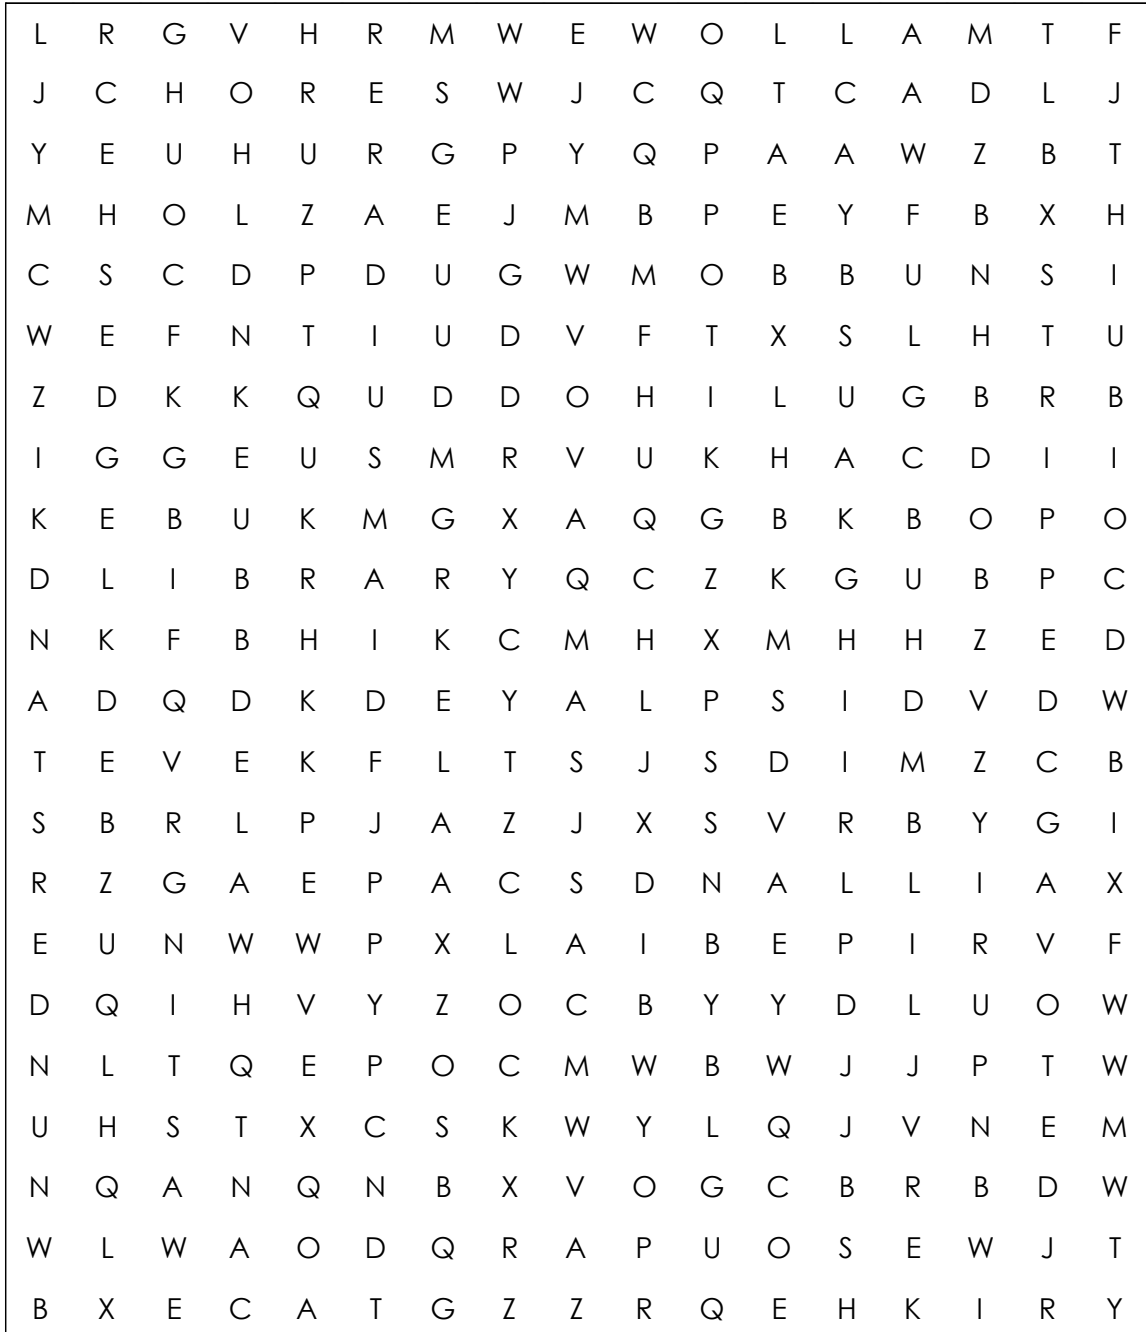 L R G V H R M W E W O L L A M T F
J C H O R E S W J C Q T C A D L J
Y E U H U R G P Y Q P A A W Z B T
M H O L Z A E J M B P E Y F B X H
C S C D P D U G W M O B B U N S I
W E F N T I U D V F T X S L H T U
Z D K K Q U D D O H I L U G B R B
I G G E U S M R V U K H A C D I I
K E B U K M G X A Q G B K B O P O
D L I B R A R Y Q C Z K G U B P C
N K F B H I K C M H X M H H Z E D
A D Q D K D E Y A L P S I D V D W
T E V E K F L T S J S D I M Z C B
S B R L P J A Z J X S V R B Y G I
R Z G A E P A C S D N A L L I A X
E U N W W P X L A I B E P I R V F
D Q I H V Y Z O C B Y Y D L U O W
N L T Q E P O C M W B W J J P T W
U H S T X C S K W Y L Q J V N E M
N Q A N Q N B X V O G C B R B D W
W L W A O D Q R A P U O S E W J T
B X E C A T G Z Z R Q E H K I R Y